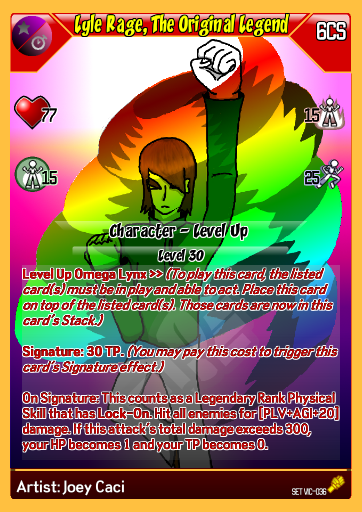 Lyle Rage, The Original Legend
6CS
77
15
15
25
Character - Level Up
Level 30
Level Up Omega Lynx >> (To play this card, the listed
card(s) must be in play and able to act. Place this card
on top of the listed card(s). Those cards are now in this
card's Stack.)
Signature: 30 TP. (You may pay this cost to trigger this
card's Signature effect.)
On Signature: This counts as a Legendary Rank Physical
Skill that has Lock-On. Hit all enemies for [PLV+AGI+20]
damage. If this attack's total damage exceeds 300,
your HP becomes 1 and your TP becomes 0.
Artist: Joey Caci
SET VIC-036